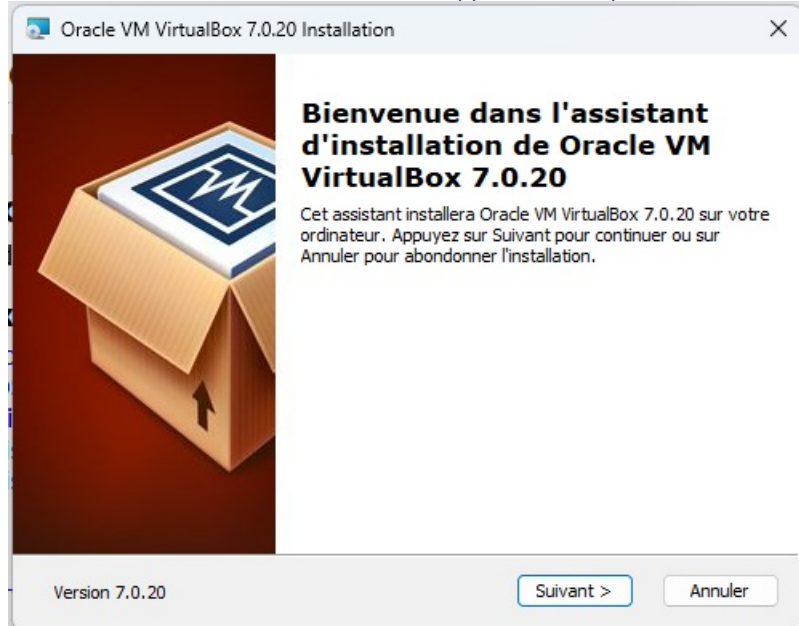 Oracle VM VirtualBox 7.0.20 Installation
Bienvenue dans l'assistant
d'installation de Oracle VM
VirtualBox 7.0.20
Cet assistant installera Oracle VM VirtualBox 7.0.20 sur votre
ordinateur. Appuyez sur Suivant pour continuer ou sur
Annuler pour abondonner l'installation.
Version 7.0.20
Suivant >
Annuler